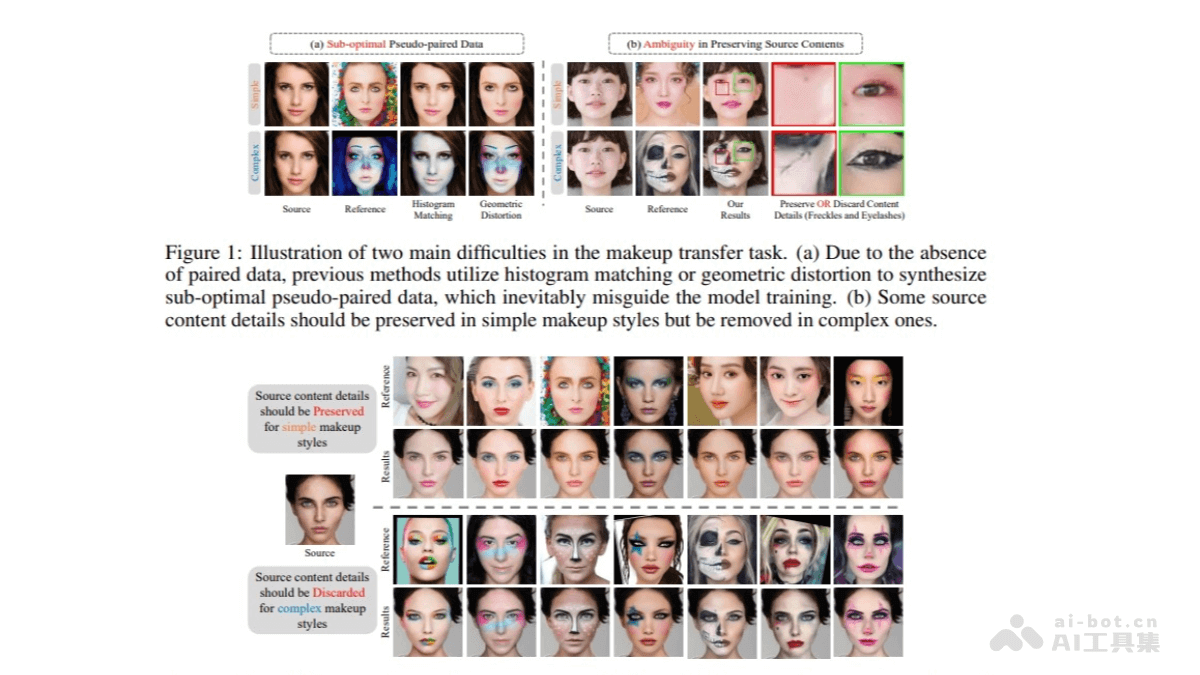 (a) Sub-optimal Pseudo-paired Data
Simple
Complex
Source
Reference
Histogram
Matching
Geometric
Distortion
(b) Ambiguity in Preserving Source Contents
Simple
Complex
Source
Reference
Our
Results
Preserve OR Discard Content
Details (Freckles and Eyelashes)
Figure 1: Illustration of two main difficulties in the makeup transfer task. (a) Due to the absence
of paired data, previous methods utilize histogram matching or geometric distortion to synthesize
sub-optimal pseudo-paired data, which inevitably misguide the model training. (b) Some source
content details should be preserved in simple makeup styles but be removed in complex ones.
Source content details
should be Preserved
for simple makeup
styles
Reference
Results
Source
Source content details
should be Discarded
for complex makeup
styles
Reference
Results
ai-bot.cn
AI工具集